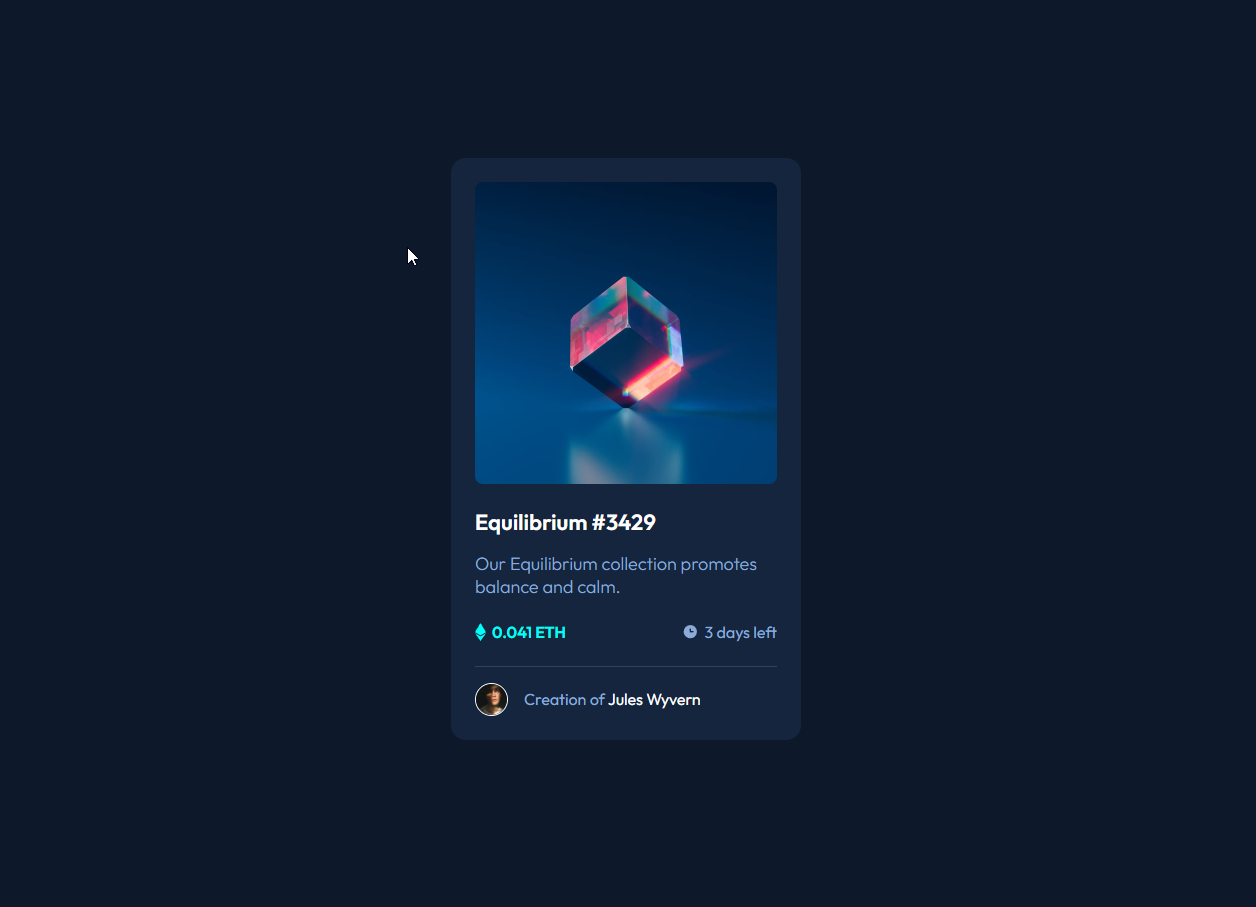 Equilibrium #3429
Our Equilibrium collection promotes
balance and calm.
0.041 ETH
3 days left
Creation of Jules Wyvern